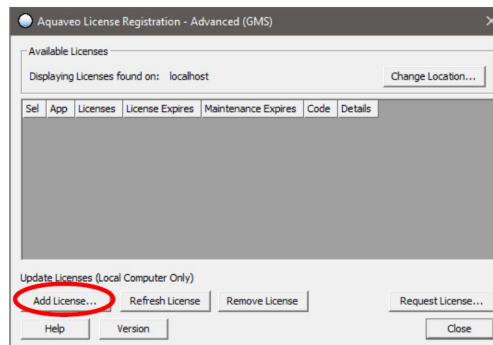 Aquaveo License Registration - Advanced (GMS)
Available Licenses
Displaying Licenses found on: localhost
Change Location...
Sel App Licenses License Expires Maintenance Expires Code Details
Update Licenses (Local Computer Only)
Add License... Refresh License Remove License Request License...
Help Version Close